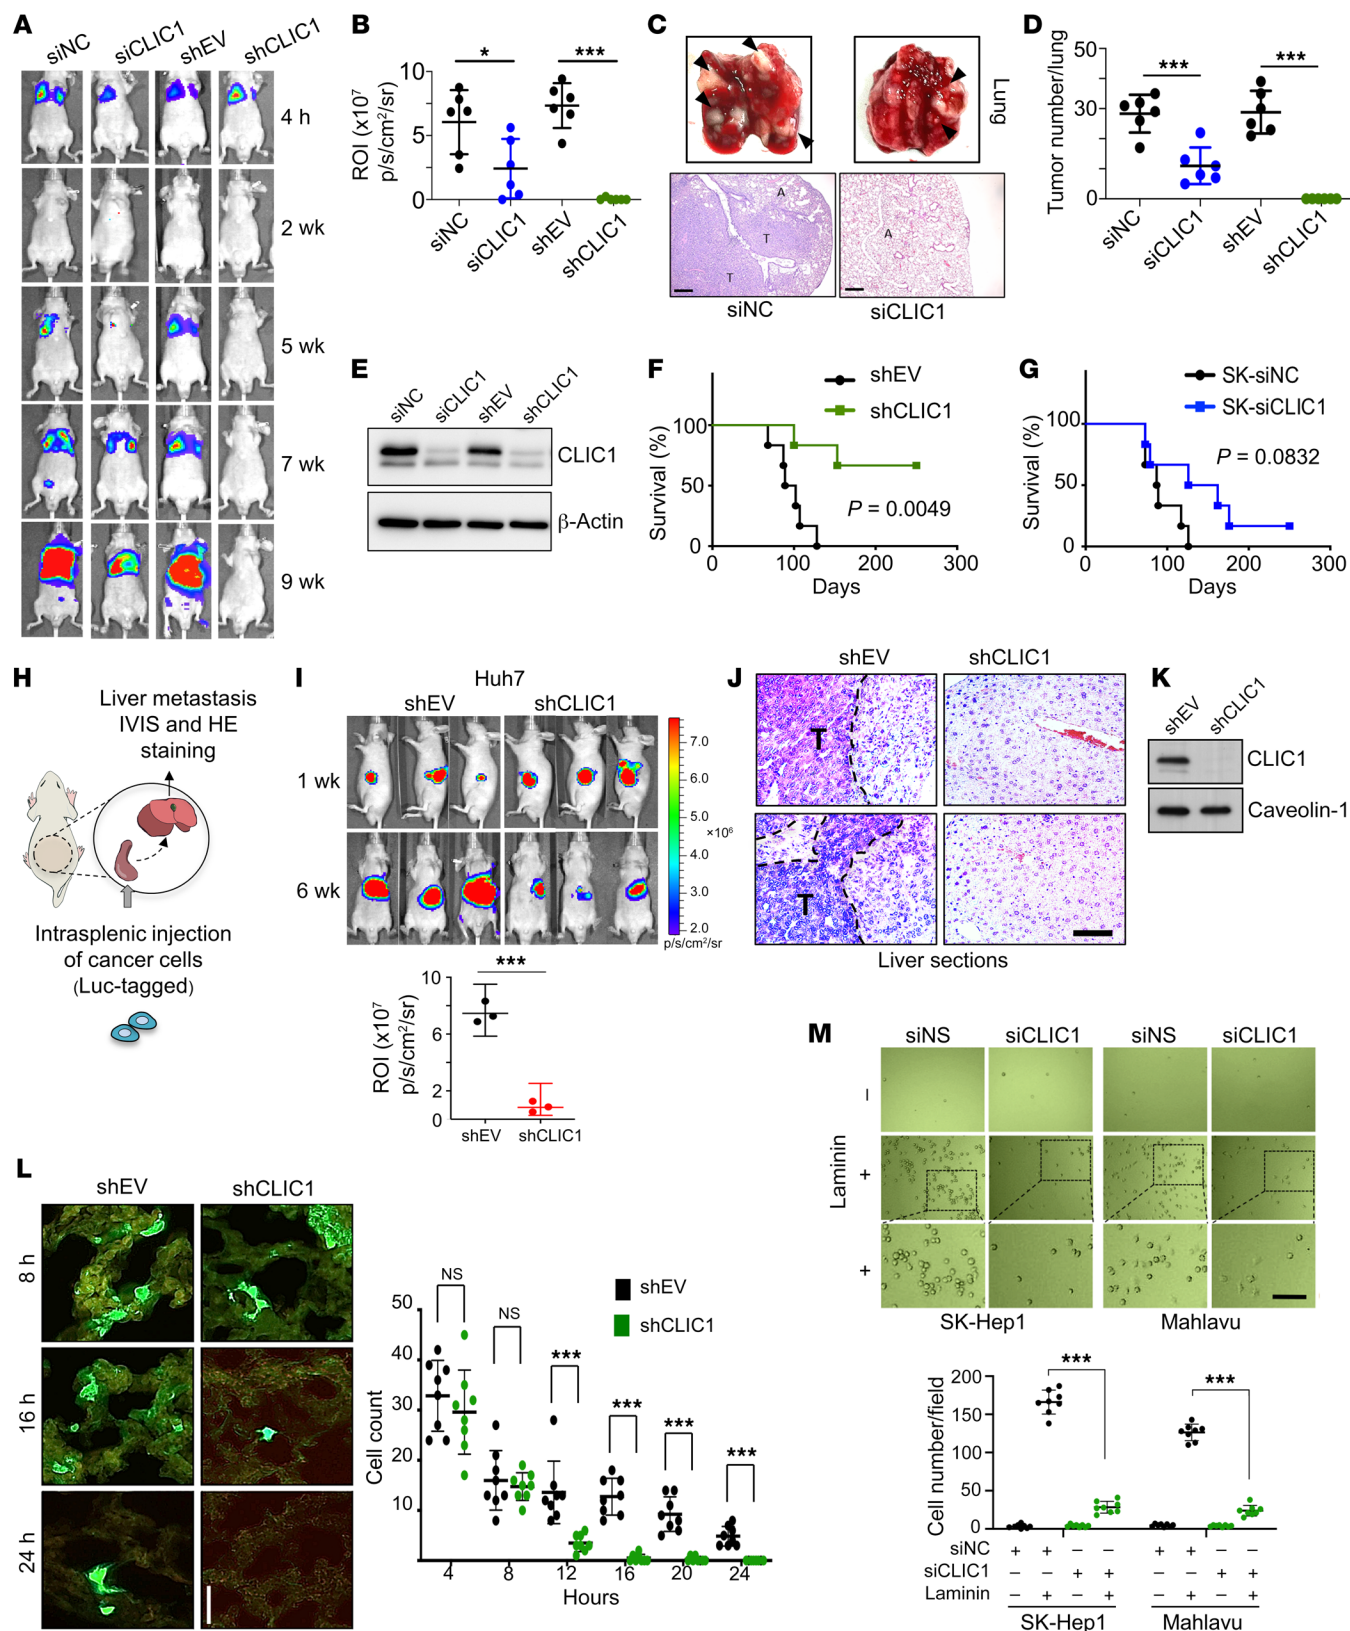 A
siNC siCLIC1 shEV shCLIC1
4 h
2 wk
5 wk
7 wk
9 wk
B
ROI (x10⁷
p/s/cm²/sr)
10
5
0
* ***
siNC siCLIC1 shEV shCLIC1
C
Lung
A
T
T
A
siNC siCLIC1
D
Tumor number/lung
50
30
0
*** ***
siNC siCLIC1 shEV shCLIC1
E
siNC siCLIC1 shEV shCLIC1
CLIC1
β-Actin
F
shEV
shCLIC1
Survival (%)
100
50
0
P = 0.0049
0 100 200 300
Days
G
SK-siNC
SK-siCLIC1
Survival (%)
100
50
0
P = 0.0832
0 100 200 300
Days
H
Liver metastasis
IVIS and HE
staining
Intrasplenic injection
of cancer cells
(Luc-tagged)
I
Huh7
shEV shCLIC1
1 wk
6 wk
7.0
6.0
5.0
×10⁶
4.0
3.0
2.0
p/s/cm²/sr
ROI (x10⁷
p/s/cm²/sr)
10
6
2
0
***
shEV shCLIC1
J
shEV shCLIC1
T
T
Liver sections
K
shEV shCLIC1
CLIC1
Caveolin-1
L
shEV shCLIC1
8 h
16 h
24 h
shEV
shCLIC1
Cell count
50
40
30
20
10
NS NS *** *** *** ***
4 8 12 16 20 24
Hours
M
siNS siCLIC1 siNS siCLIC1
Laminin
–
+
+
SK-Hep1 Mahlavu
Cell number/field
200
150
100
50
0
*** ***
siNC + + – – + + – –
siCLIC1 – – + + – – + +
Laminin – + – + – + – +
SK-Hep1 Mahlavu